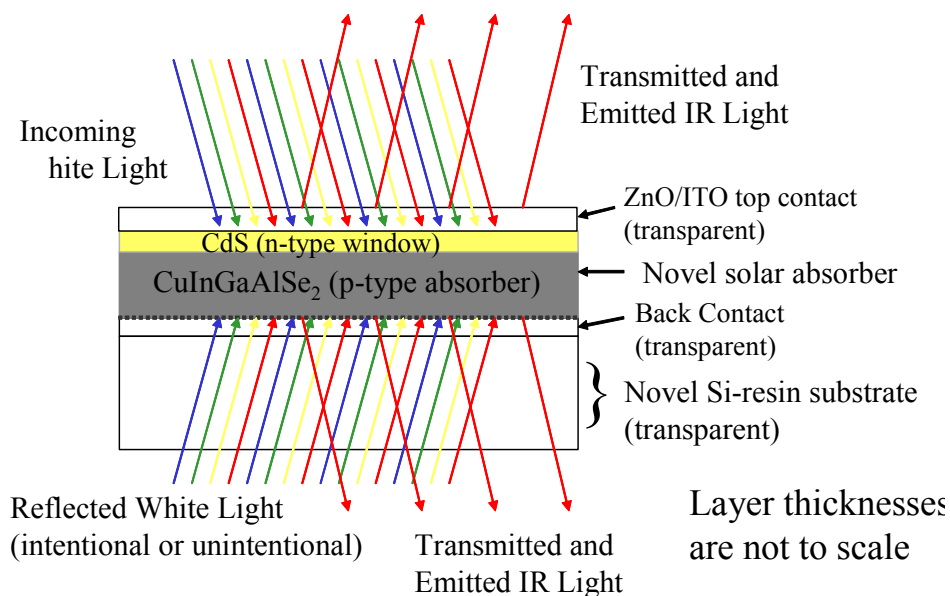 Transmitted and
Emitted IR Light
Incoming
hite Light
ZnO/ITO top contact
(transparent)
CdS (n-type window)
CuInGaAlSe₂ (p-type absorber)
Novel solar absorber
Back Contact
(transparent)
Novel Si-resin substrate
(transparent)
Reflected White Light
(intentional or unintentional)
Transmitted and
Emitted IR Light
Layer thicknesses
are not to scale